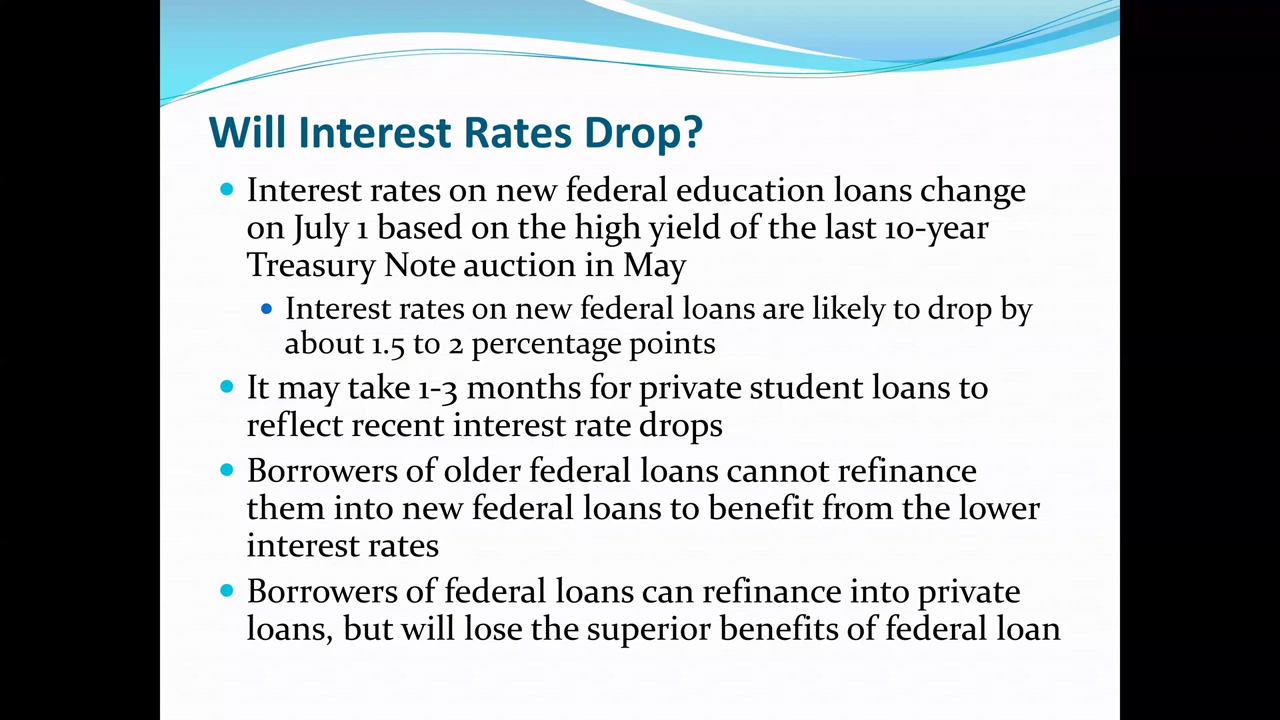 Will Interest Rates Drop?
• Interest rates on new federal education loans change
on July 1 based on the high yield of the last 10-year
Treasury Note auction in May
• Interest rates on new federal loans are likely to drop by
about 1.5 to 2 percentage points
• It may take 1-3 months for private student loans to
reflect recent interest rate drops
• Borrowers of older federal loans cannot refinance
them into new federal loans to benefit from the lower
interest rates
• Borrowers of federal loans can refinance into private
loans, but will lose the superior benefits of federal loan